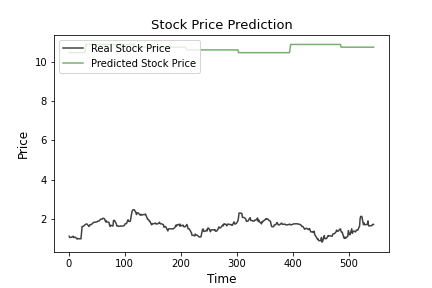 Stock Price Prediction
Real Stock Price
Predicted Stock Price
Price
10
8
6
4
2
0 100 200 300 400 500
Time